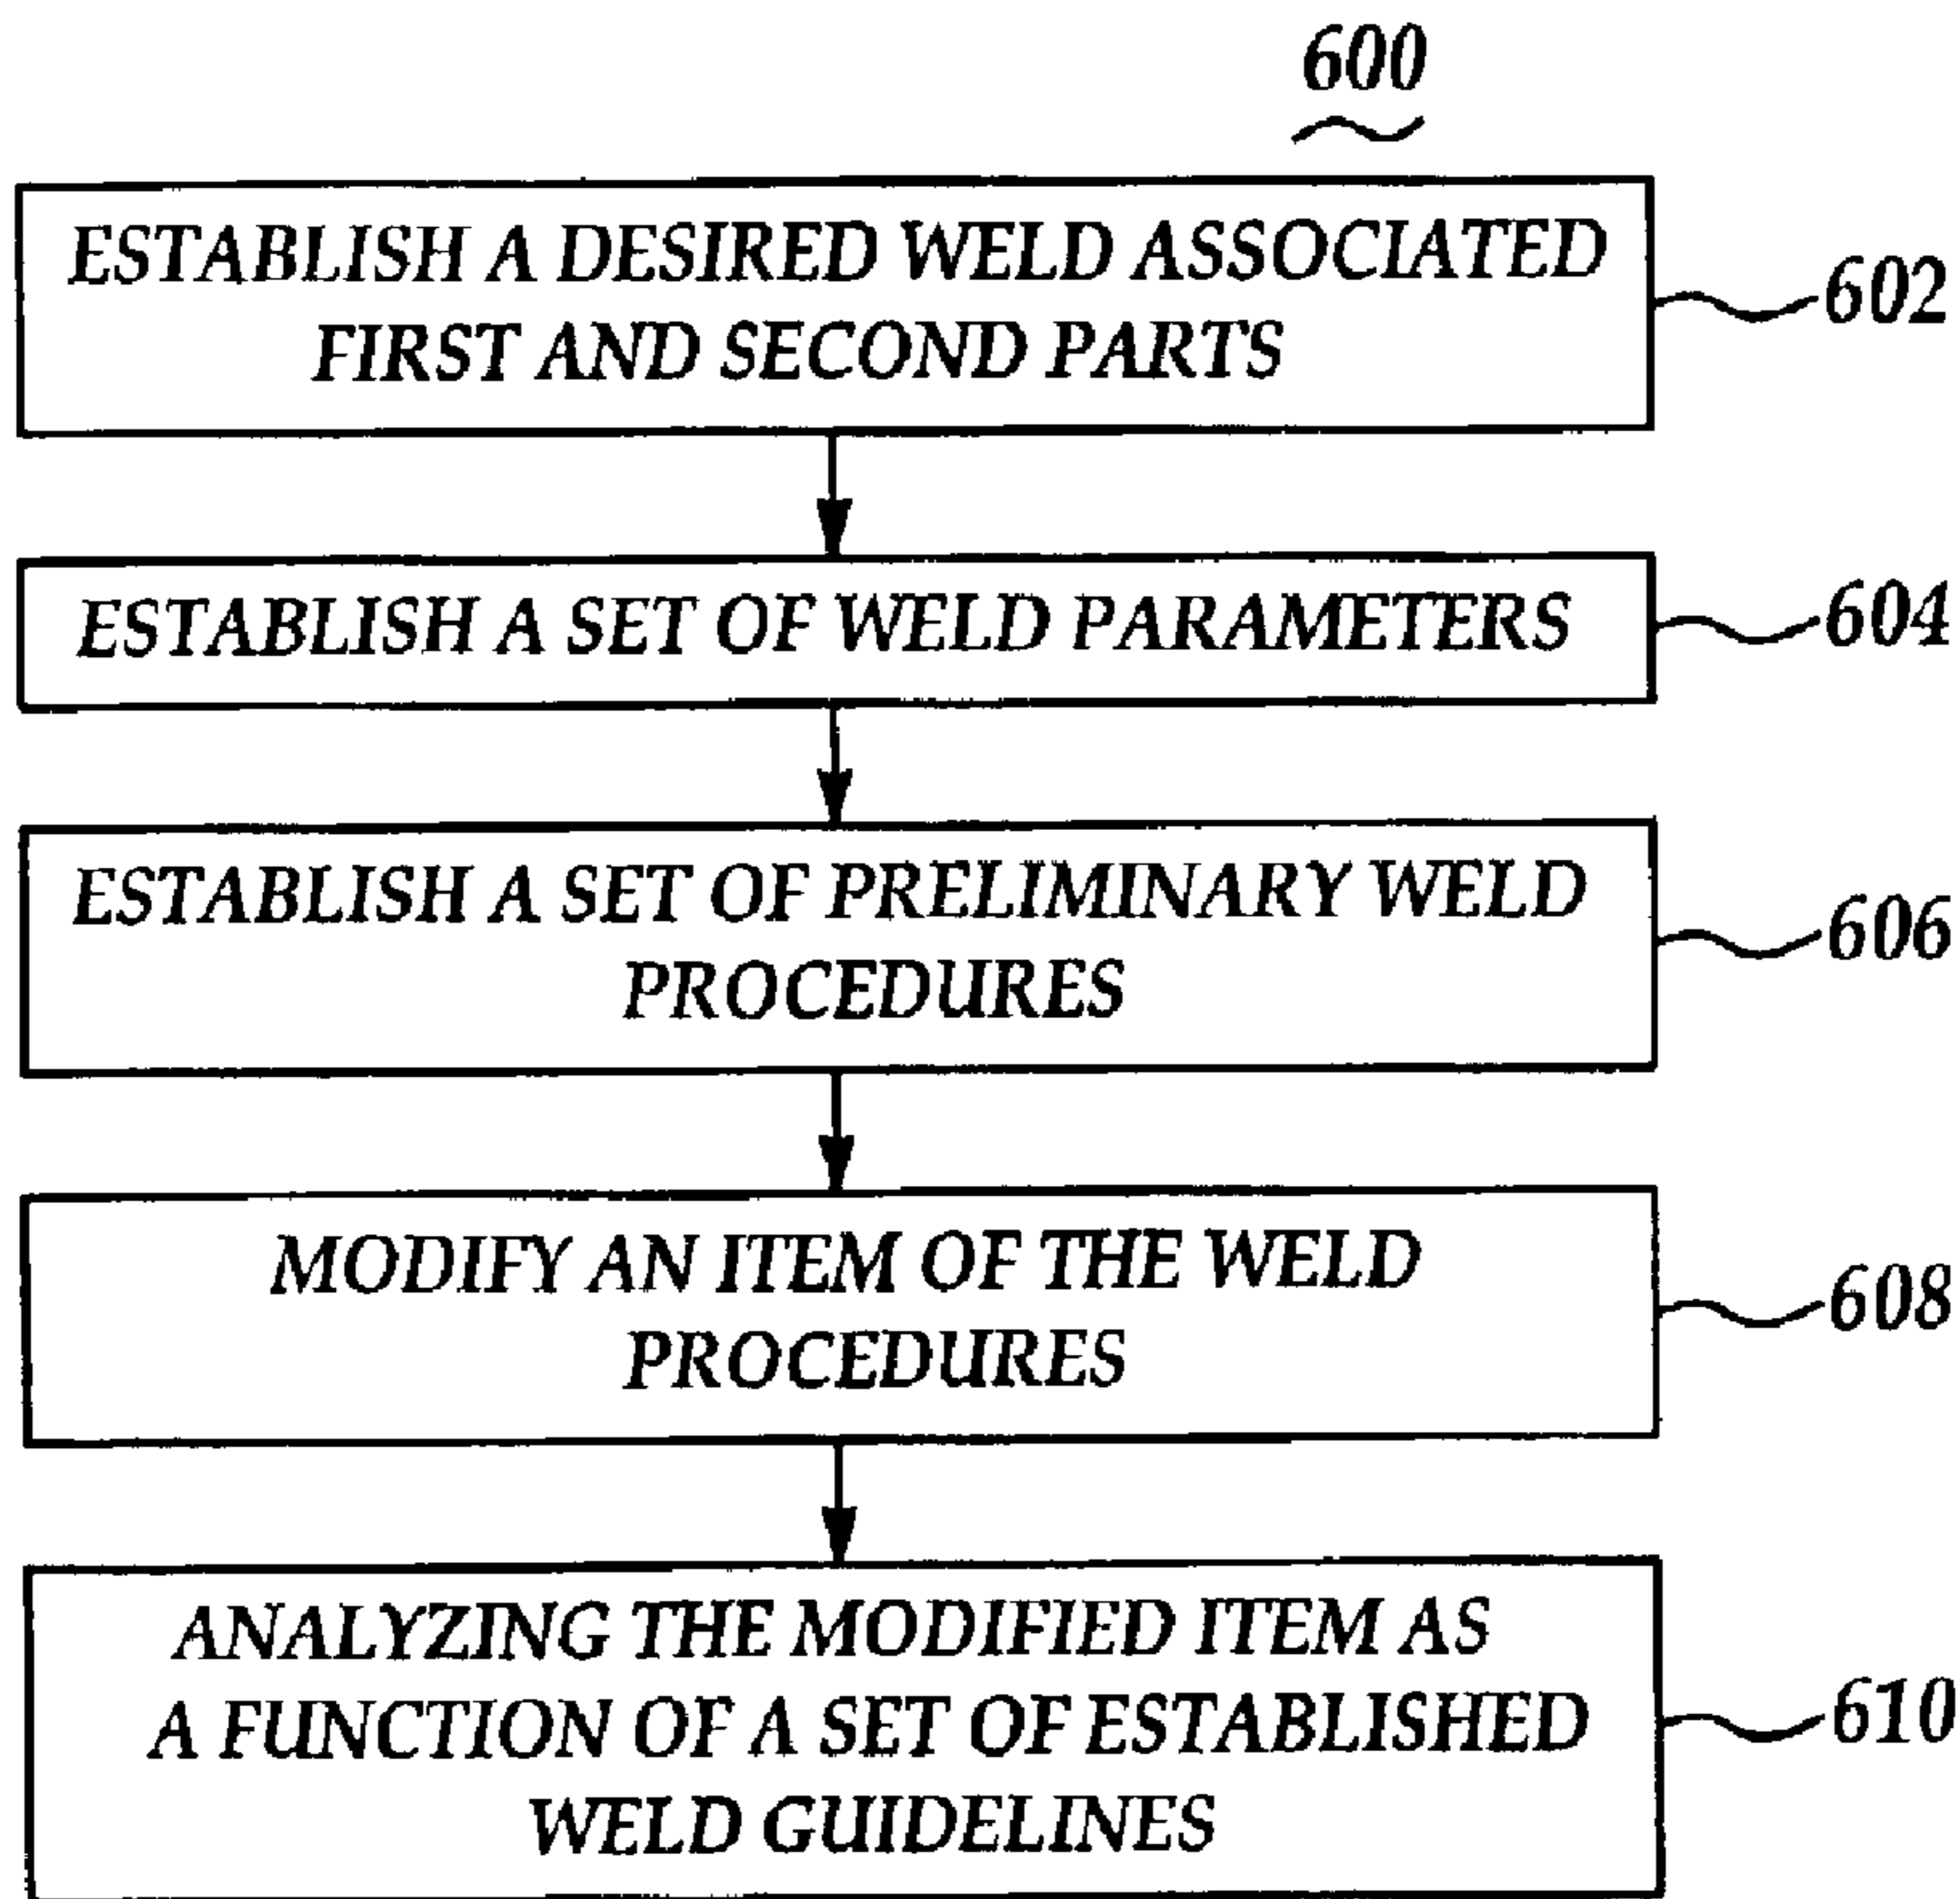 600
ESTABLISH A DESIRED WELD ASSOCIATED
FIRST AND SECOND PARTS
602
ESTABLISH A SET OF WELD PARAMETERS
604
ESTABLISH A SET OF PRELIMINARY WELD
PROCEDURES
606
MODIFY AN ITEM OF THE WELD
PROCEDURES
608
ANALYZING THE MODIFIED ITEM AS
A FUNCTION OF A SET OF ESTABLISHED
WELD GUIDELINES
610